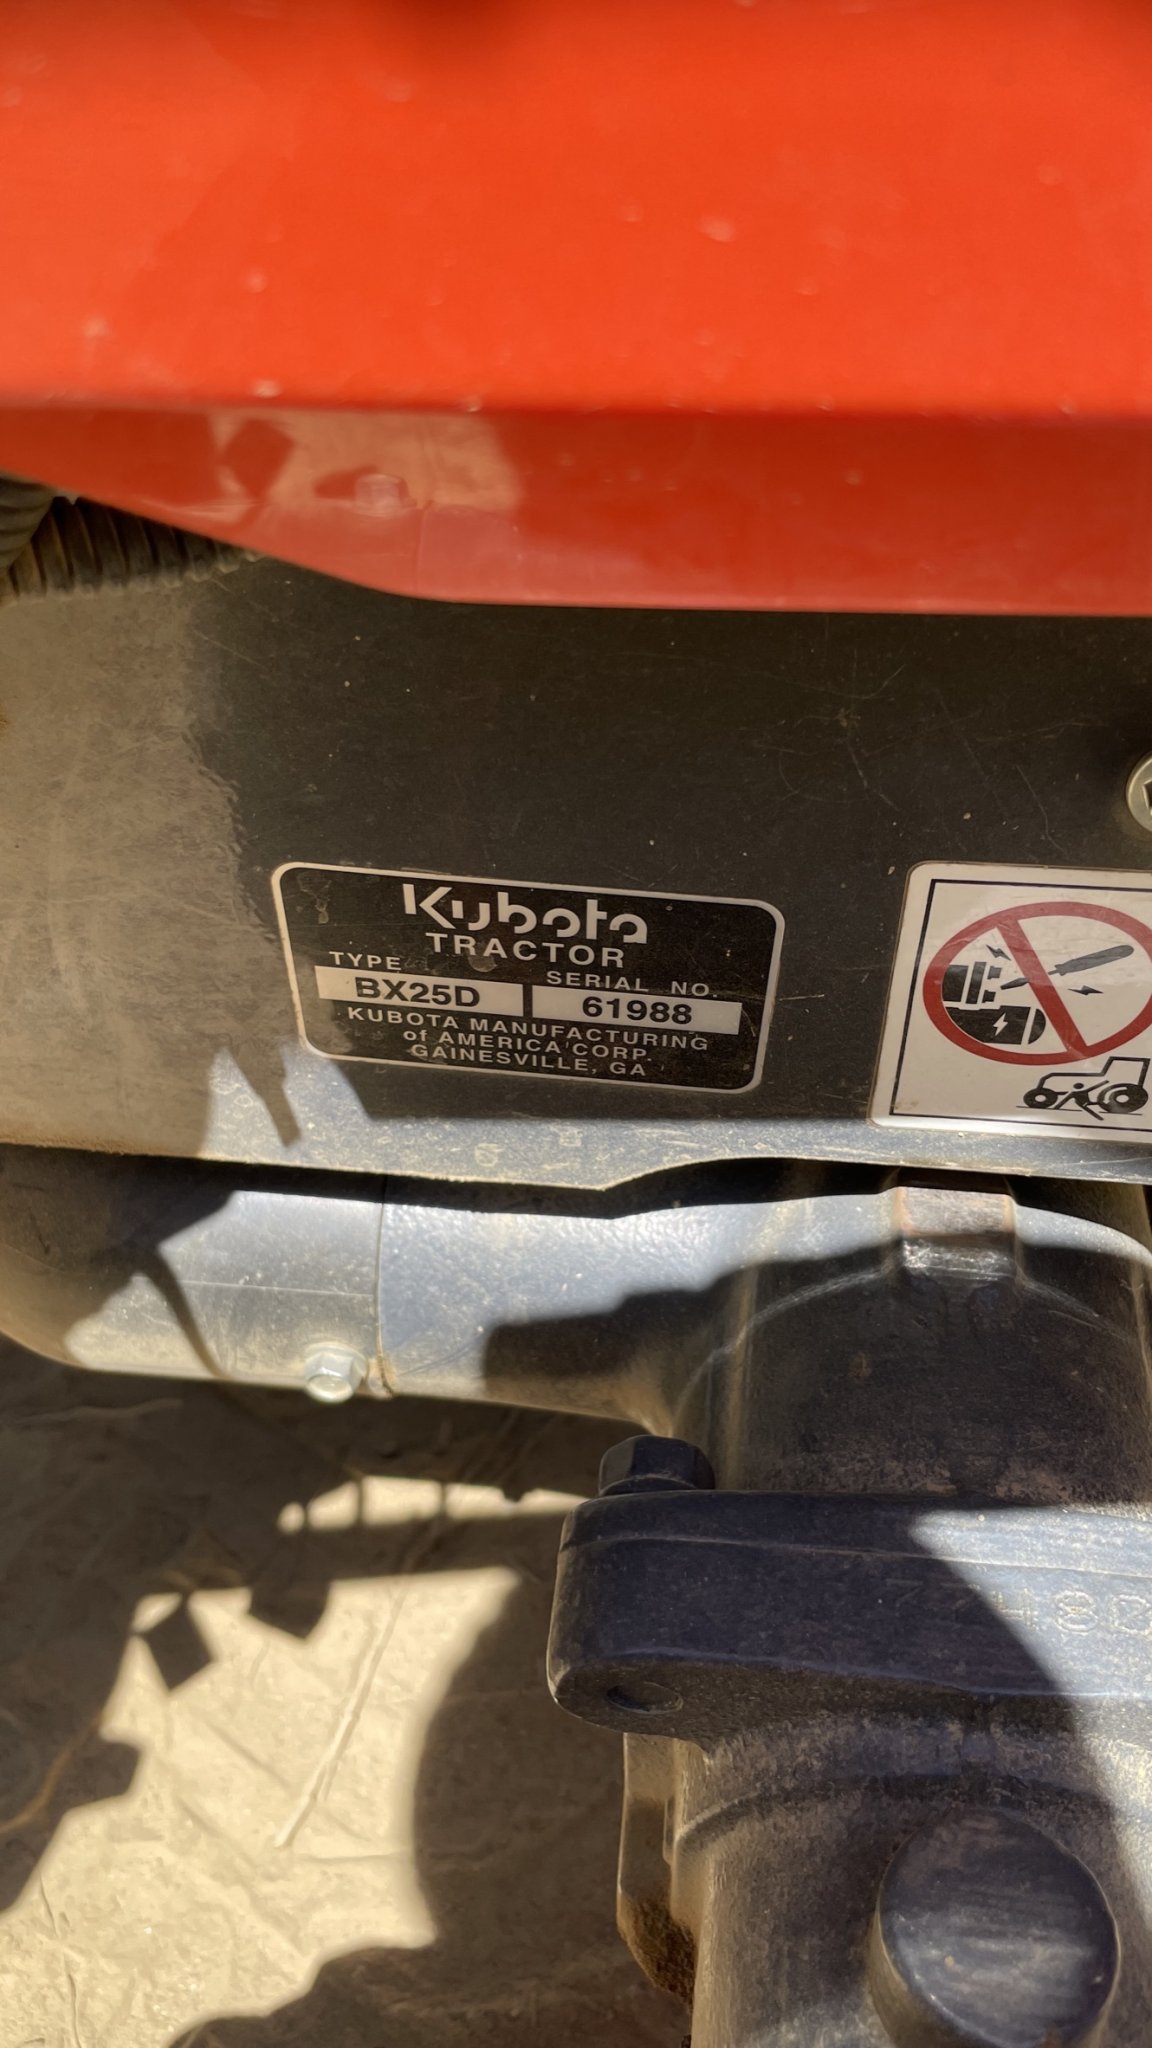 Kubota
TRACTOR
TYPE SERIAL NO.
BX25D 61988
KUBOTA MANUFACTURING
of AMERICA CORP.
GAINESVILLE, GA